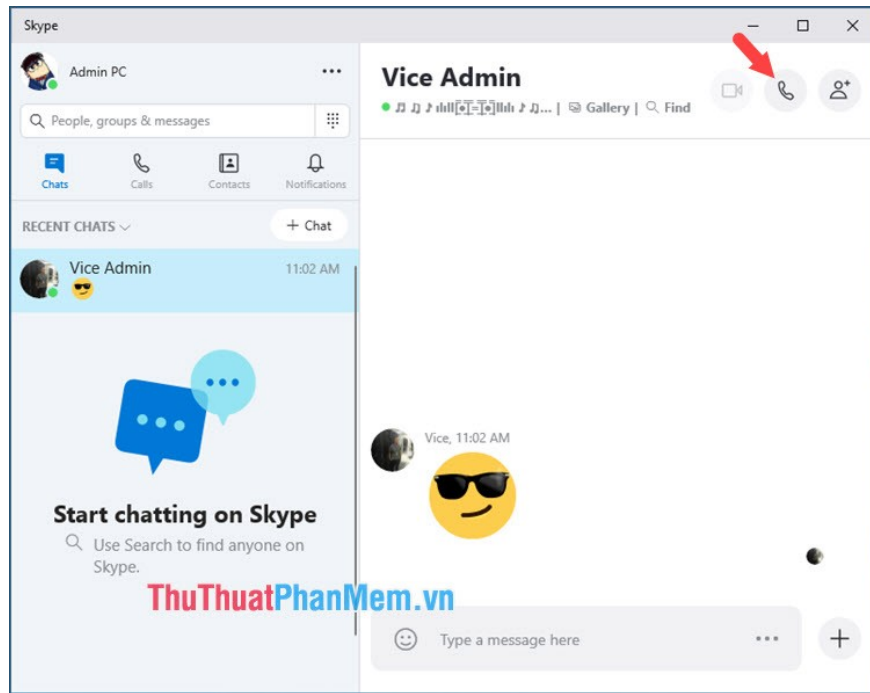 Skype
Admin PC
People, groups & messages
Chats
Calls
Contacts
Notifications
RECENT CHATS
+ Chat
Vice Admin
11:02 AM
Start chatting on Skype
Use Search to find anyone on
Skype.
Vice Admin
Gallery | Find
Vice, 11:02 AM
ThuThuatPhanMem.vn
Type a message here